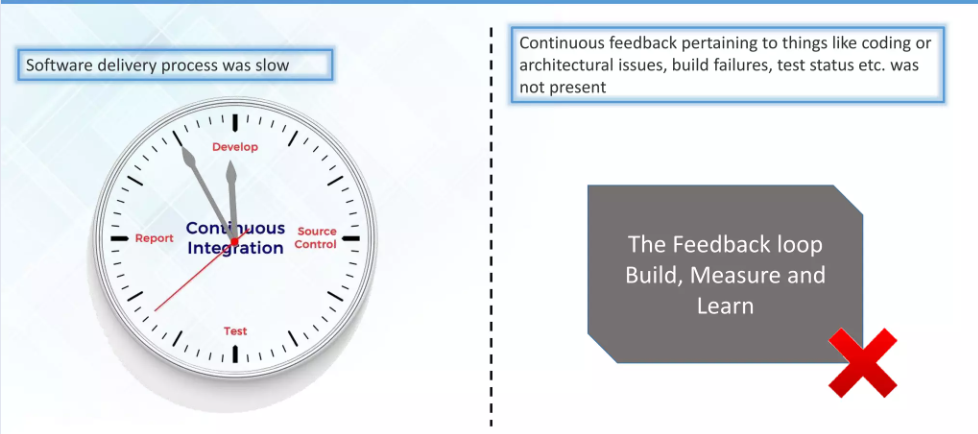 Software delivery process was slow
Develop
Continuous
Integration
Source
Control
Report
Test
Continuous feedback pertaining to things like coding or
architectural issues, build failures, test status etc. was
not present
The Feedback loop
Build, Measure and
Learn